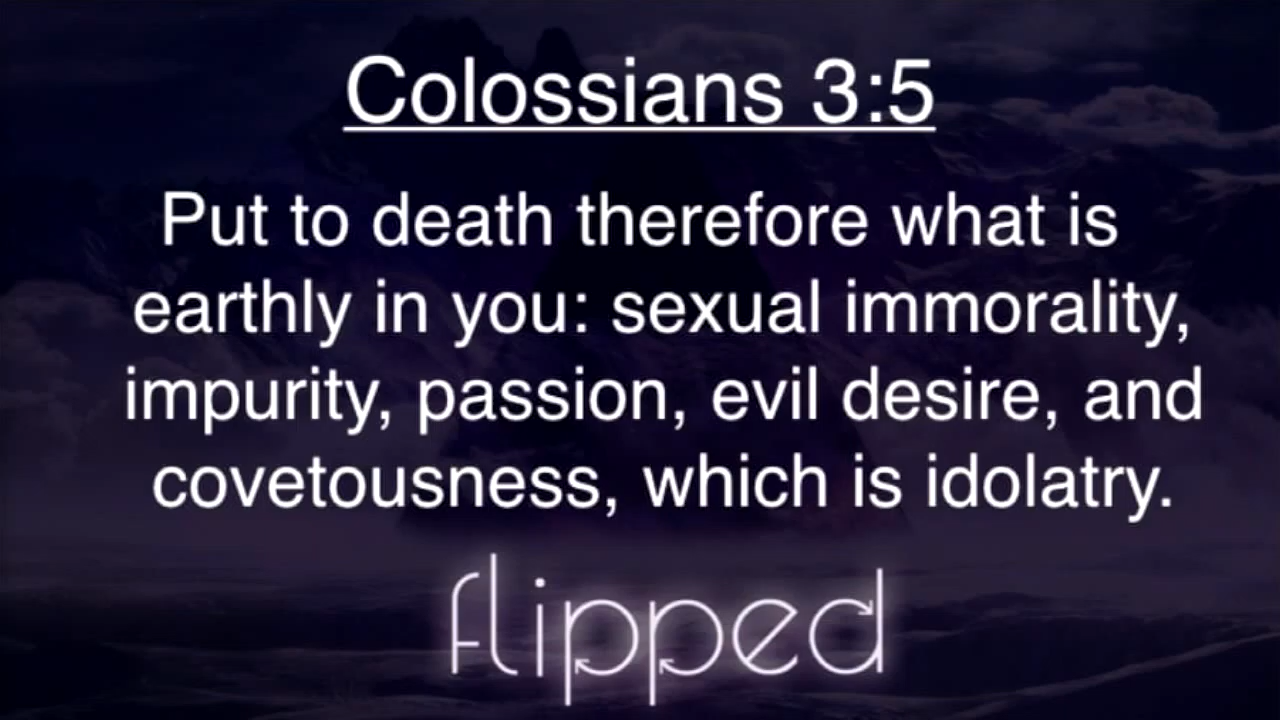 Colossians 3:5
Put to death therefore what is
earthly in you: sexual immorality,
impurity, passion, evil desire, and
covetousness, which is idolatry.
flipped